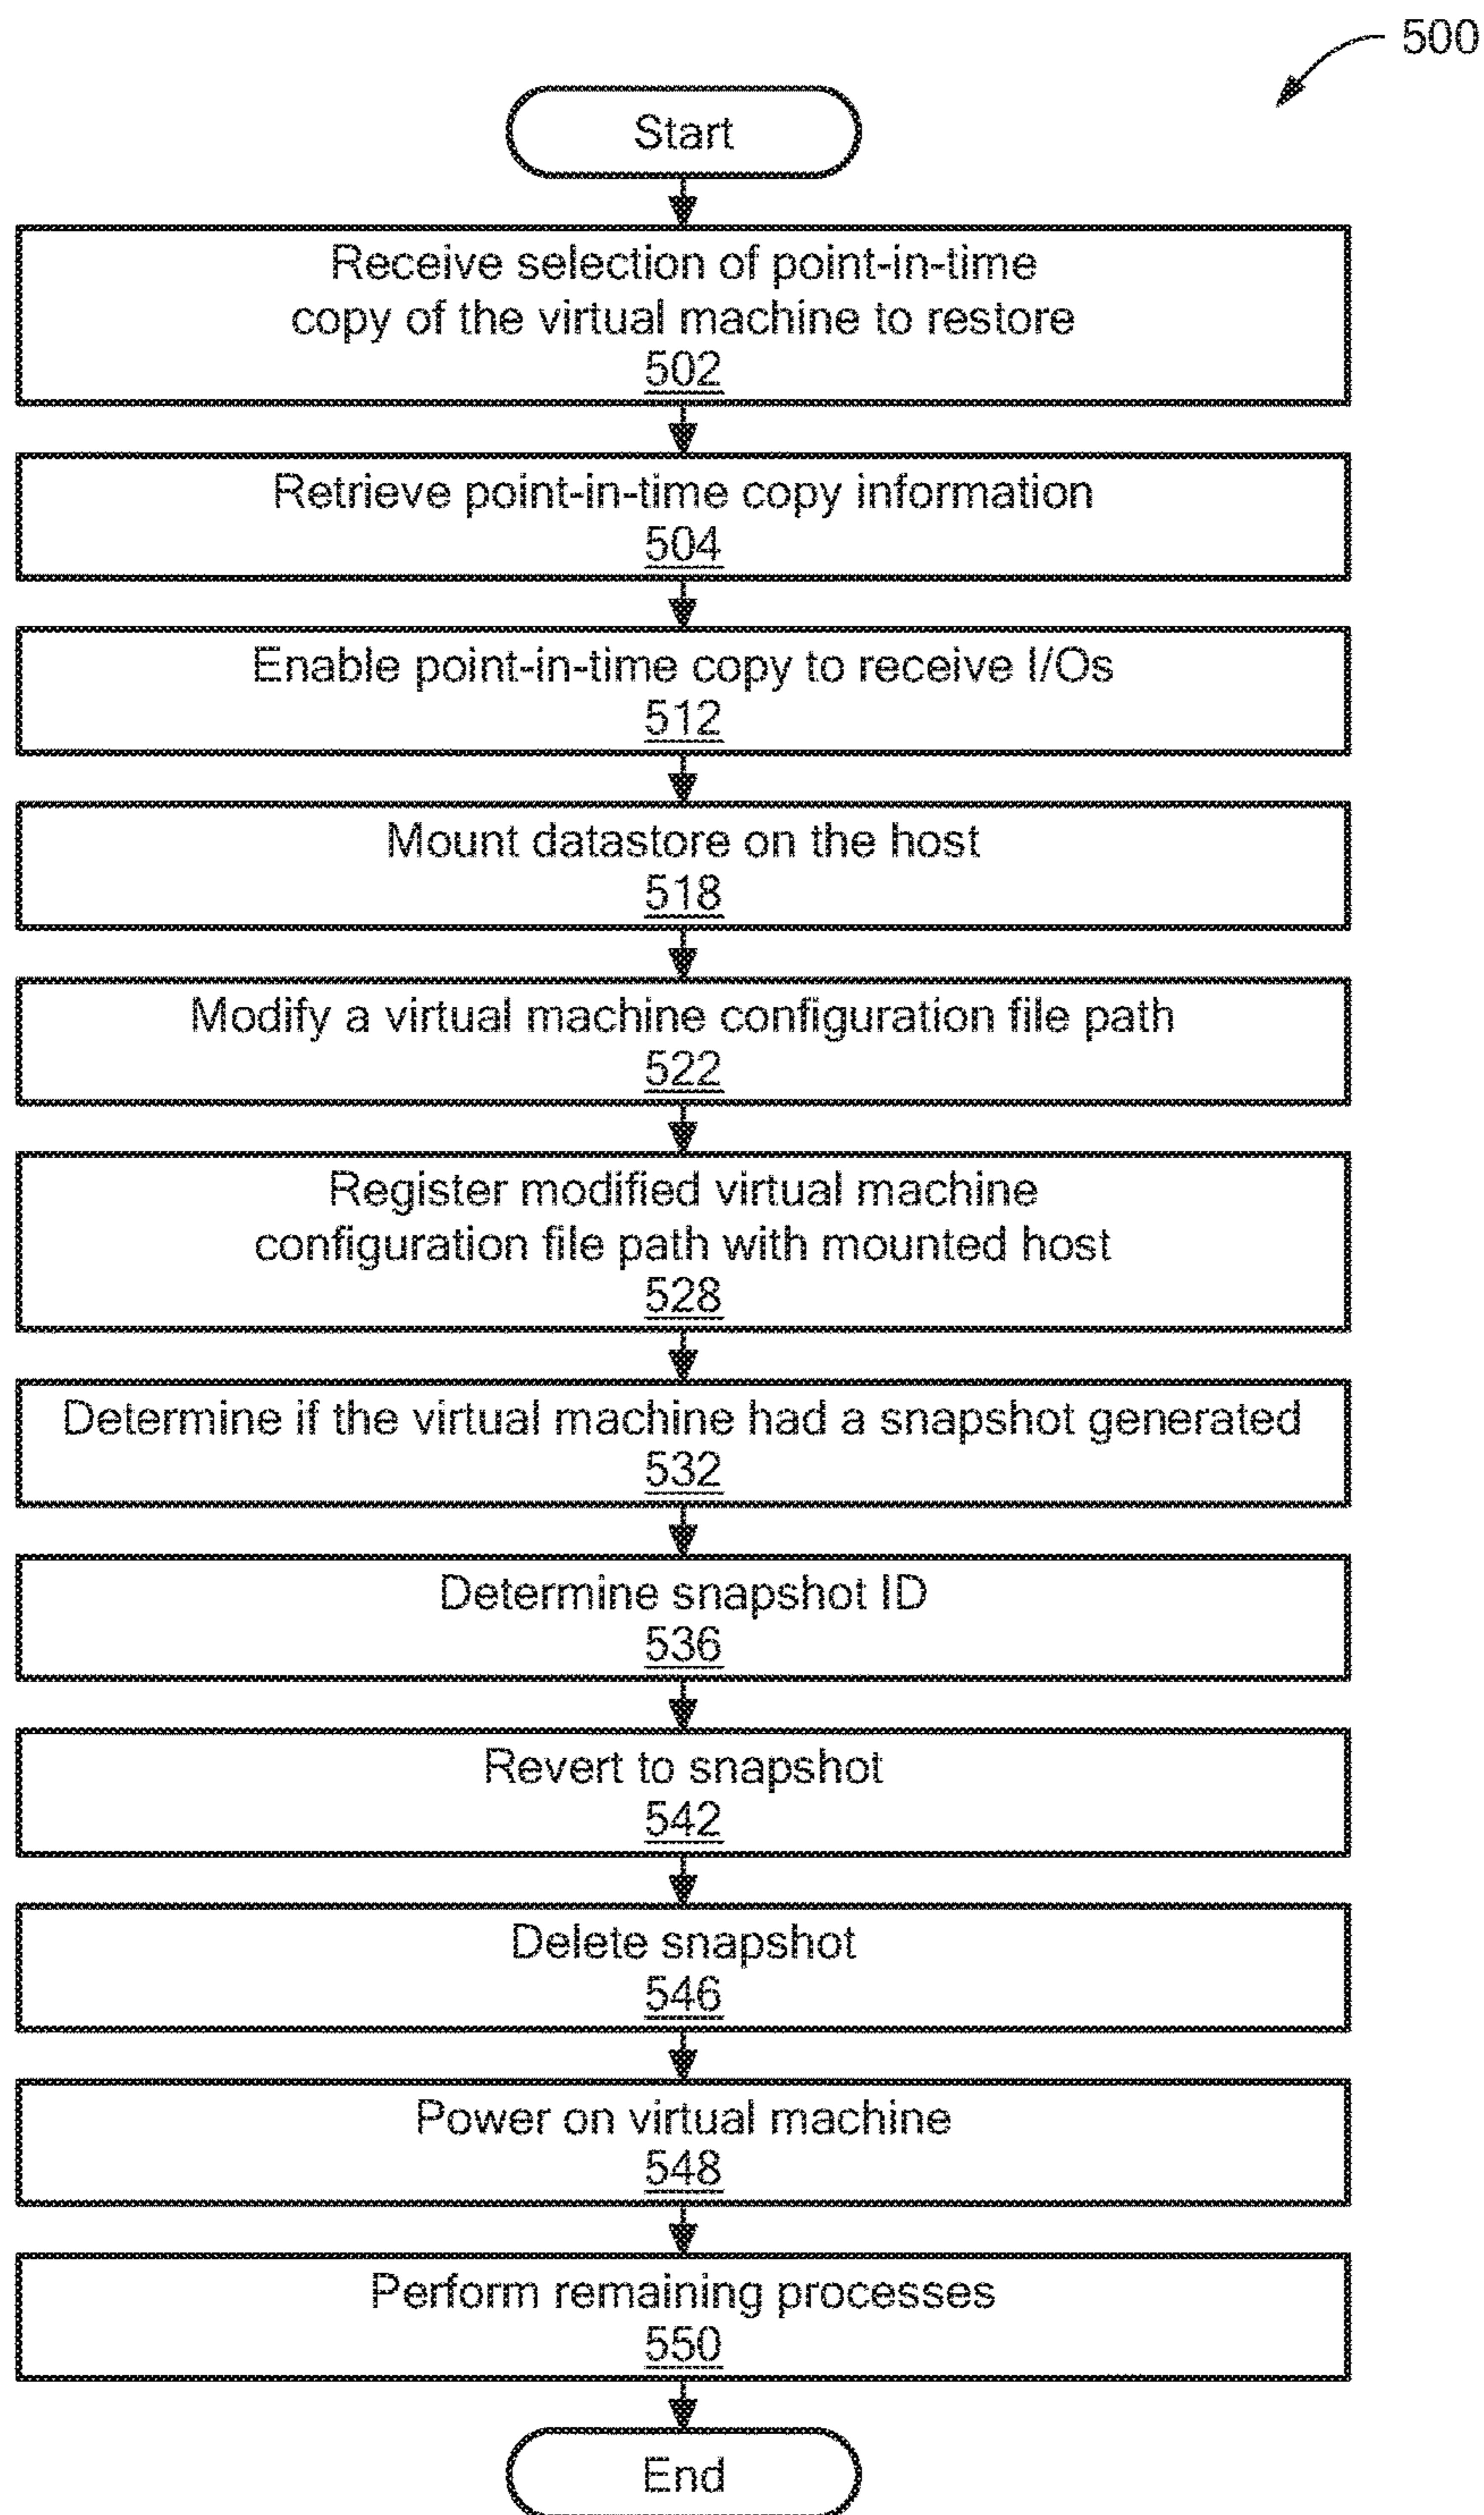 500
Start
Receive selection of point-in-time
copy of the virtual machine to restore
502
Retrieve point-in-time copy information
504
Enable point-in-time copy to receive I/Os
512
Mount datastore on the host
518
Modify a virtual machine configuration file path
522
Register modified virtual machine
configuration file path with mounted host
528
Determine if the virtual machine had a snapshot generated
532
Determine snapshot ID
536
Revert to snapshot
542
Delete snapshot
546
Power on virtual machine
548
Perform remaining processes
550
End